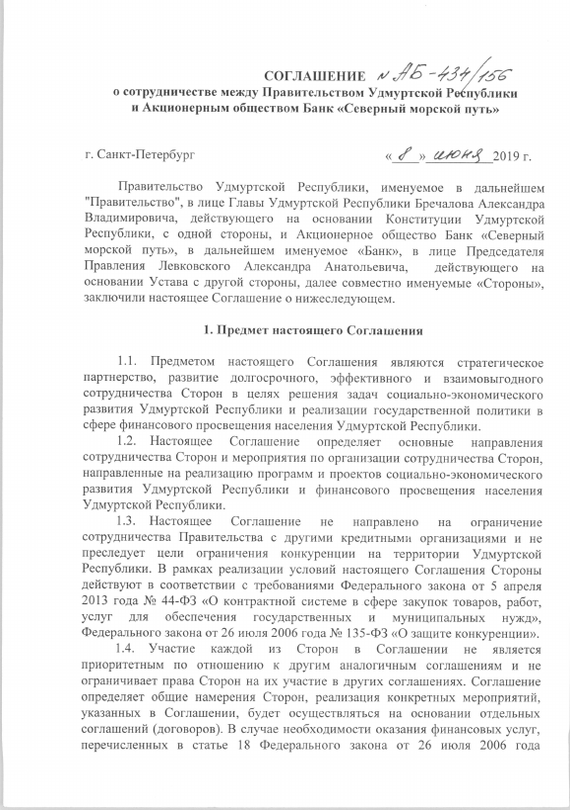 СОГЛАШЕНИЕ N АБ-434/156
о сотрудничестве между Правительством Удмуртской Республики
и Акционерным обществом Банк «Северный морской путь»
г. Санкт-Петербург «8» июня 2019 г.
Правительство Удмуртской Республики, именуемое в дальнейшем
"Правительство", в лице Главы Удмуртской Республики Бречалова Александра
Владимировича, действующего на основании Конституции Удмуртской
Республики, с одной стороны, и Акционерное общество Банк «Северный
морской путь», в дальнейшем именуемое «Банк», в лице Председателя
Правления Левковского Александра Анатольевича, действующего на
основании Устава с другой стороны, далее совместно именуемые «Стороны»,
заключили настоящее Соглашение о нижеследующем.
1. Предмет настоящего Соглашения
1.1. Предметом настоящего Соглашения являются стратегическое
партнерство, развитие долгосрочного, эффективного и взаимовыгодного
сотрудничества Сторон в целях решения задач социально-экономического
развития Удмуртской Республики и реализации государственной политики в
сфере финансового просвещения населения Удмуртской Республики.
1.2. Настоящее Соглашение определяет основные направления
сотрудничества Сторон и мероприятия по организации сотрудничества Сторон,
направленные на реализацию программ и проектов социально-экономического
развития Удмуртской Республики и финансового просвещения населения
Удмуртской Республики.
1.3. Настоящее Соглашение не направлено на ограничение
сотрудничества Правительства с другими кредитными организациями и не
преследует цели ограничения конкуренции на территории Удмуртской
Республики. В рамках реализации условий настоящего Соглашения Стороны
действуют в соответствии с требованиями Федерального закона от 5 апреля
2013 года № 44-ФЗ «О контрактной системе в сфере закупок товаров, работ,
услуг для обеспечения государственных и муниципальных нужд»,
Федерального закона от 26 июля 2006 года № 135-ФЗ «О защите конкуренции».
1.4. Участие каждой из Сторон в Соглашении не является
приоритетным по отношению к другим аналогичным соглашениям и не
ограничивает права Сторон на их участие в других соглашениях. Соглашение
определяет общие намерения Сторон, реализация конкретных мероприятий,
указанных в Соглашении, будет осуществляться на основании отдельных
соглашений (договоров). В случае необходимости оказания финансовых услуг,
перечисленных в статье 18 Федерального закона от 26 июля 2006 года